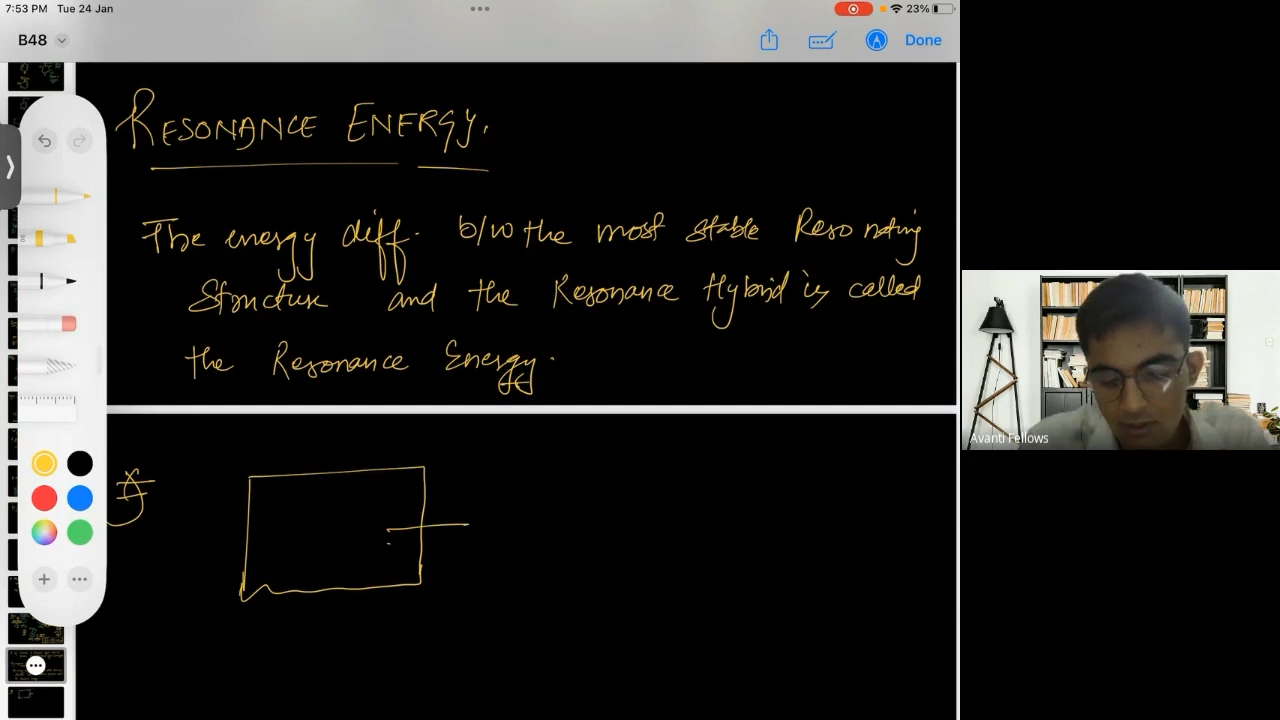 7:53 PM Tue 24 Jan
23%
B48
Done
RESONANCE ENERGY.
The energy diff. b/w the most stable Resonating
Structure and the Resonance Hybrid is called
the Resonance Energy.
Avanti Fellows